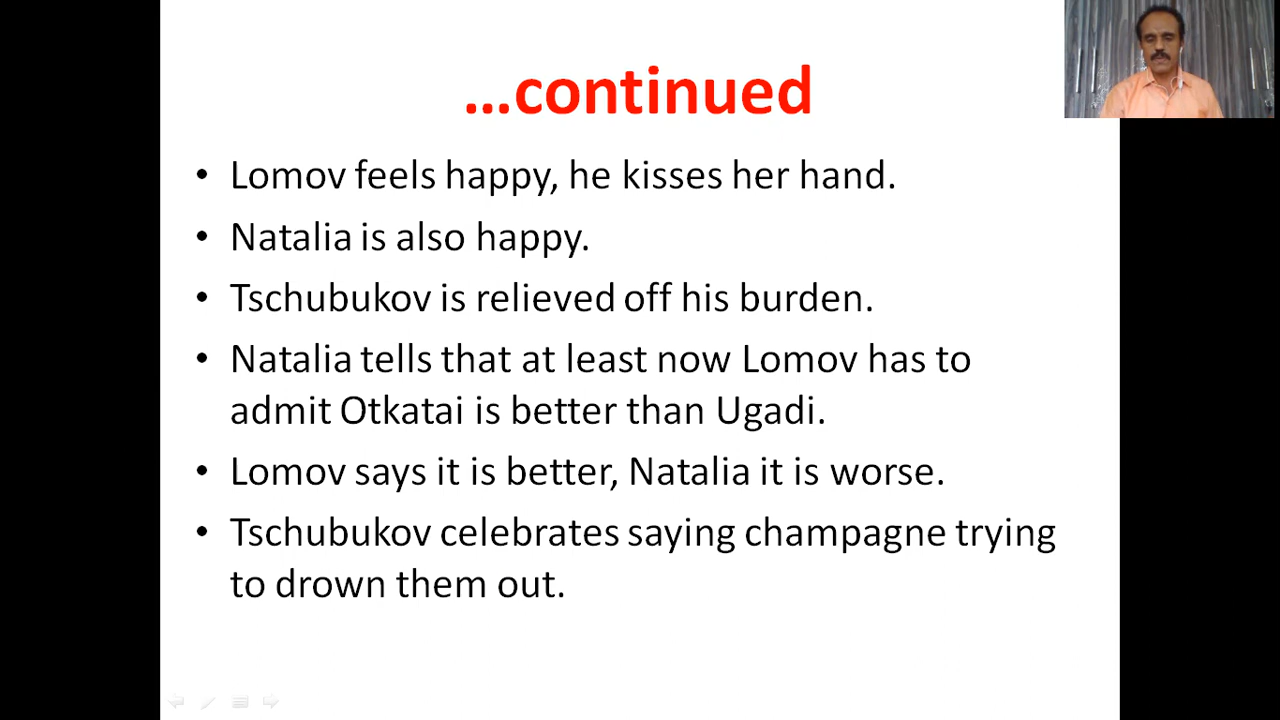 ...continued
• Lomov feels happy, he kisses her hand.
• Natalia is also happy.
• Tschubukov is relieved off his burden.
• Natalia tells that at least now Lomov has to
admit Otkatai is better than Ugadi.
• Lomov says it is better, Natalia it is worse.
• Tschubukov celebrates saying champagne trying
to drown them out.